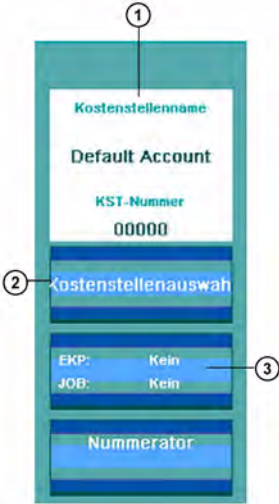 1
Kostenstellenname
Default Account
KST-Nummer
00000
2
Kostenstellenauswah
EKP: Kein
3
JOB: Kein
Nummerator